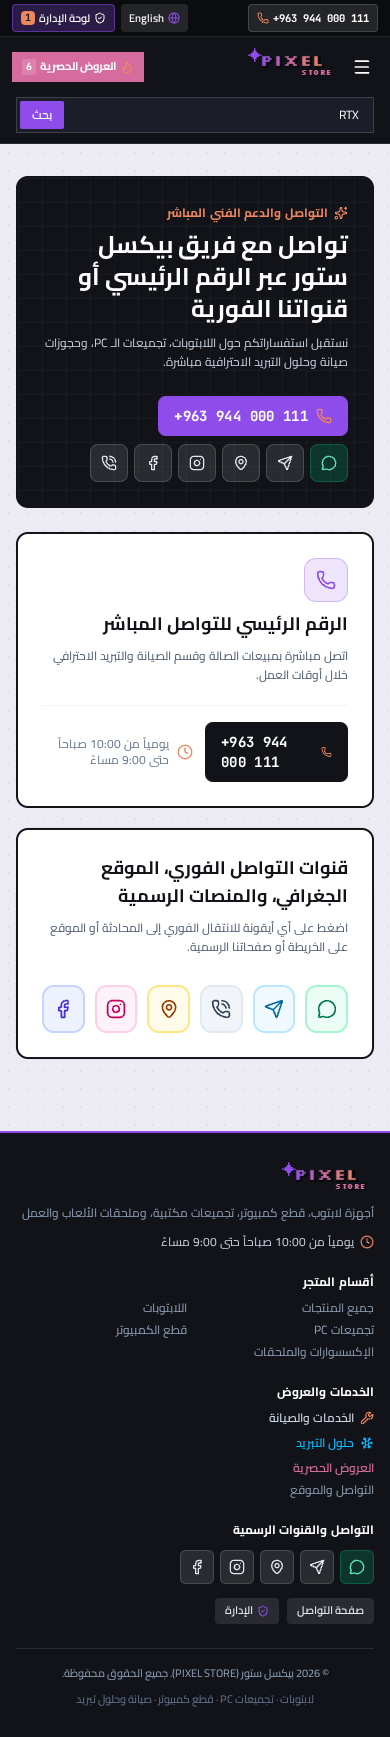 +963 944 000 111
English
لوحة الإدارة 1
PIXEL
STORE
العروض الحصرية 6
RTX
بحث
التواصل والدعم الفني المباشر
تواصل مع فريق بيكسل
ستور عبر الرقم الرئيسي أو
قنواتنا الفورية
نستقبل استفساراتكم حول اللابتوبات، تجميعات الـ PC، وحجوزات
صيانة وحلول التبريد الاحترافية مباشرة.
+963 944 000 111
الرقم الرئيسي للتواصل المباشر
اتصل مباشرة بمبيعات الصالة وقسم الصيانة والتبريد الاحترافي
خلال أوقات العمل.
+963 944
000 111
يومياً من 10:00 صباحاً
حتى 9:00 مساءً
قنوات التواصل الفوري، الموقع
الجغرافي، والمنصات الرسمية
اضغط على أي أيقونة للانتقال الفوري إلى المحادثة أو الموقع
على الخريطة أو صفحاتنا الرسمية.
PIXEL
STORE
أجهزة لابتوب، قطع كمبيوتر، تجميعات مكتبية، وملحقات الألعاب والعمل
يومياً من 10:00 صباحاً حتى 9:00 مساءً
أقسام المتجر
جميع المنتجات
اللابتوبات
تجميعات PC
قطع الكمبيوتر
الإكسسوارات والملحقات
الخدمات والعروض
الخدمات والصيانة
حلول التبريد
العروض الحصرية
التواصل والموقع
التواصل والقنوات الرسمية
صفحة التواصل
الإدارة
© 2026 بيكسل ستور (PIXEL STORE). جميع الحقوق محفوظة.
لابتوبات · تجميعات PC · قطع كمبيوتر · صيانة وحلول تبريد